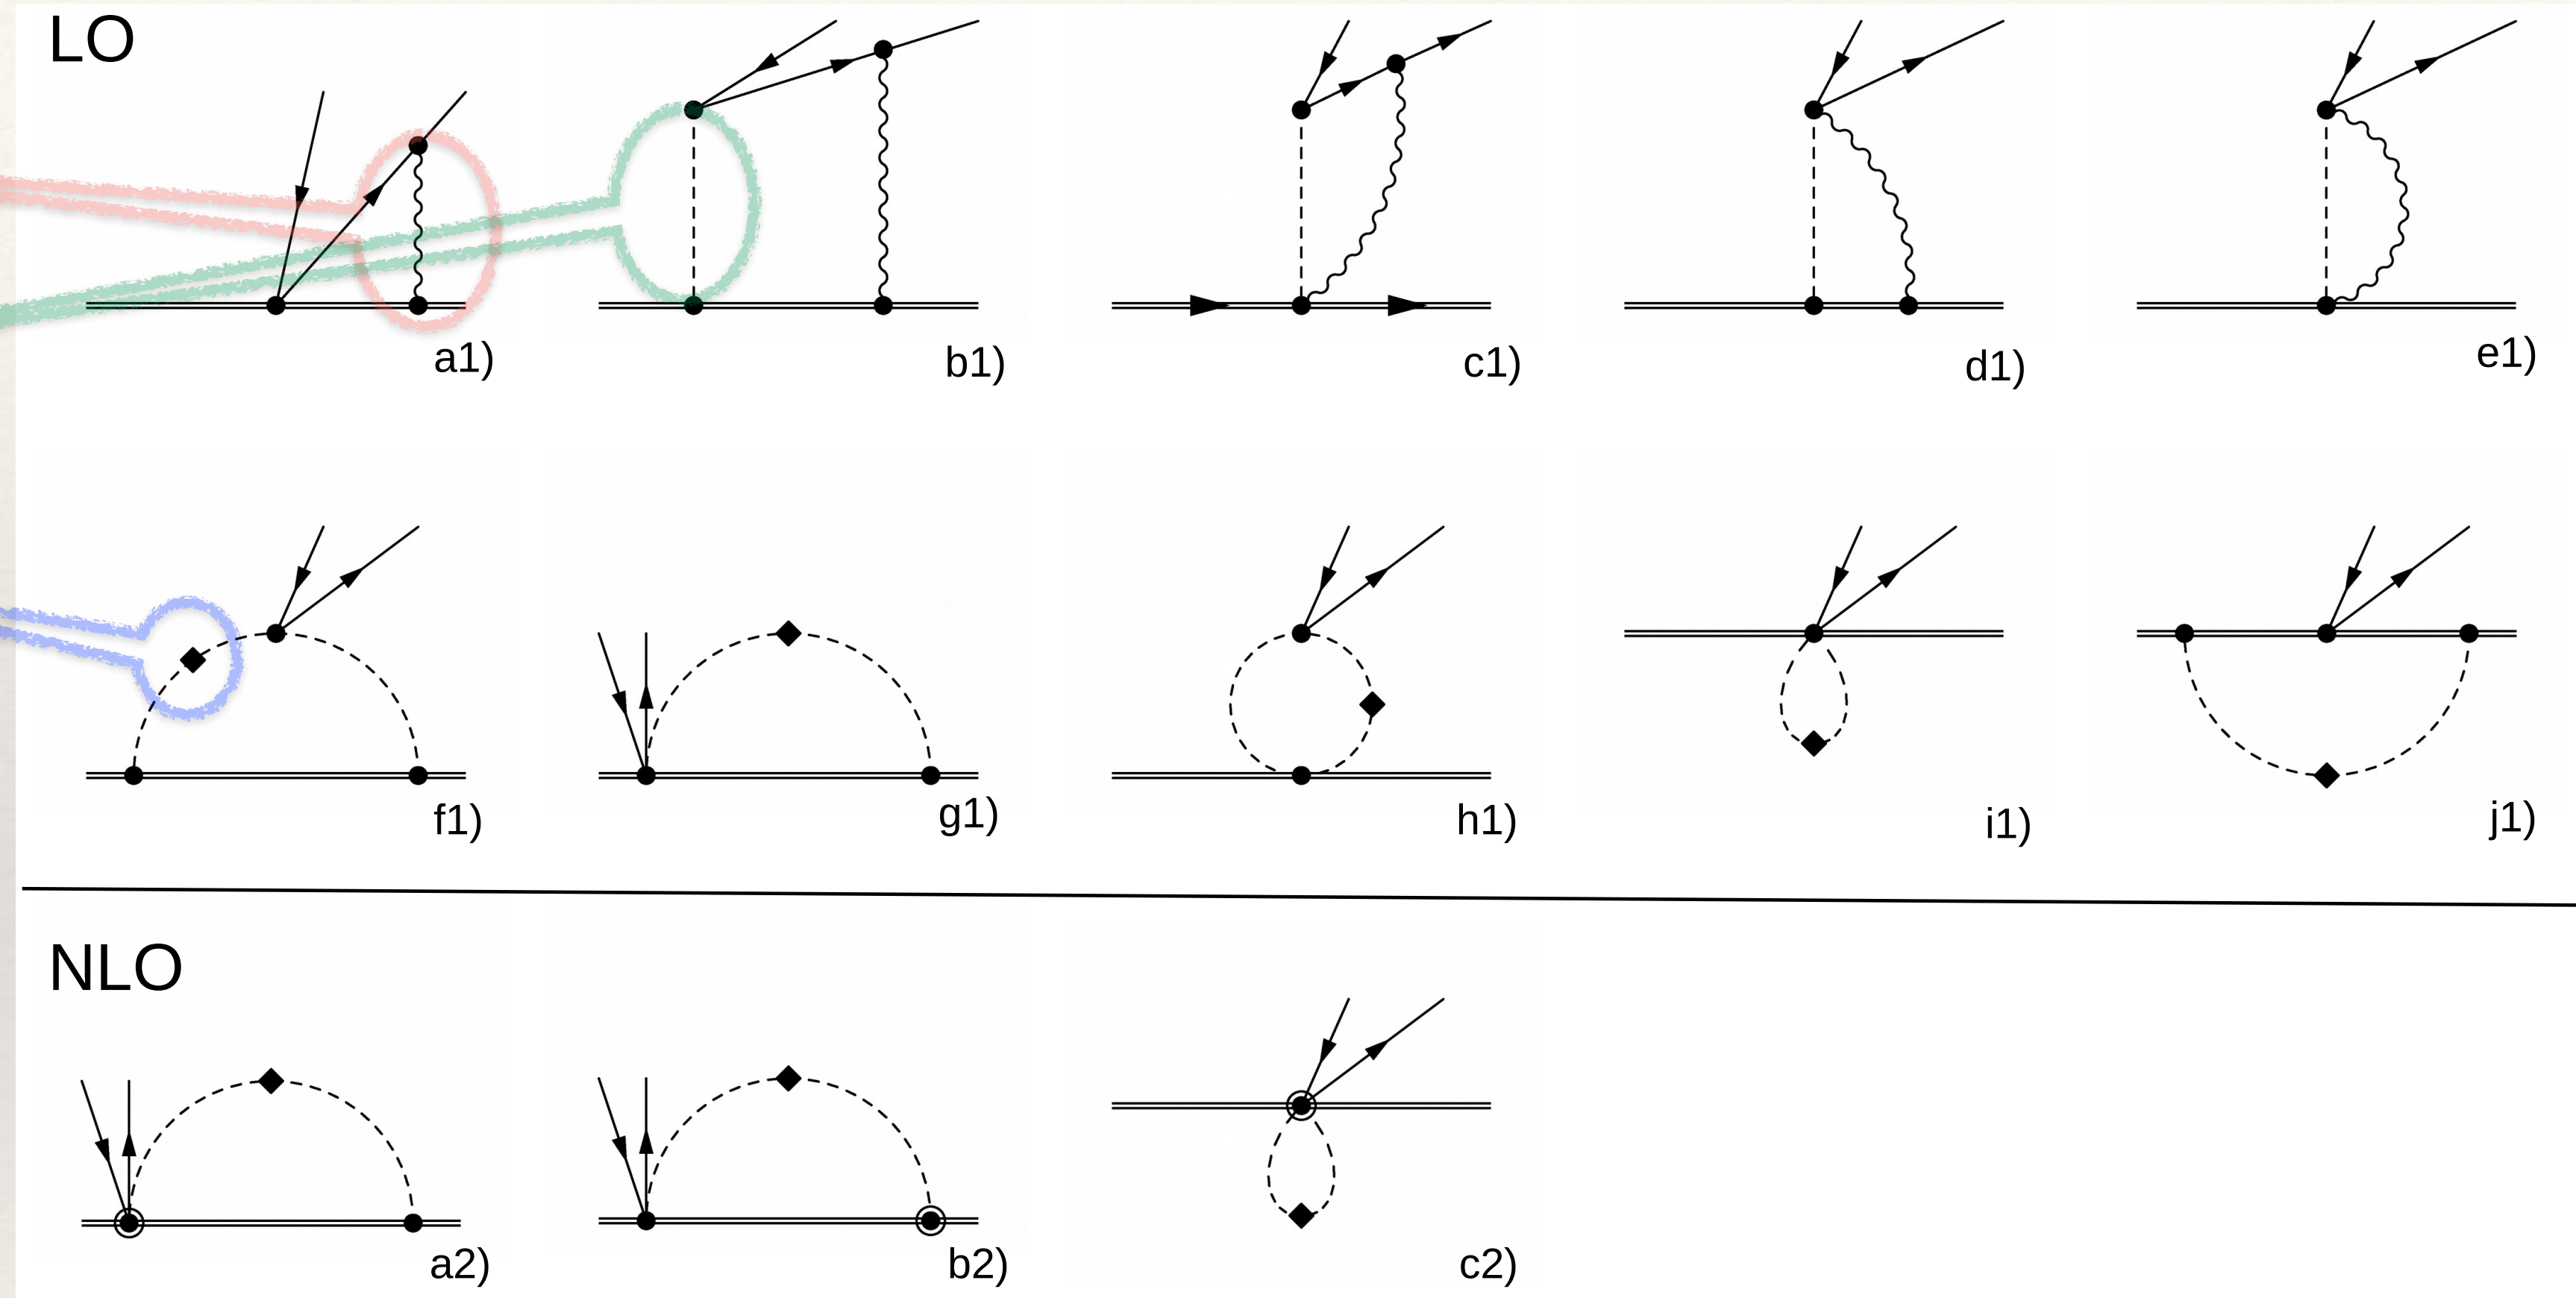 LO
a1)
b1)
c1)
d1)
e1)
f1)
g1)
h1)
i1)
j1)
NLO
a2)
b2)
c2)